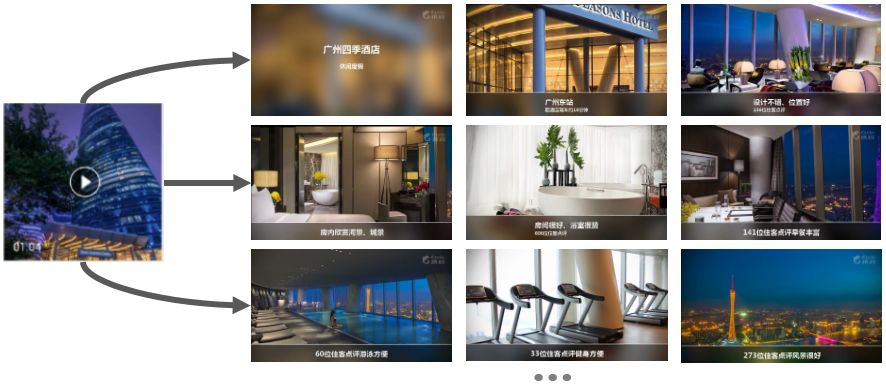 01:04
广州四季酒店
休闲度假
SEASONS HOTEL
广州东站
设计不错、位置好
房内欣赏河景、城景
房间很好、浴室很赞
141位住客点评早餐丰富
60位住客点评游泳方便
33位住客点评健身方便
273位住客点评风景很好